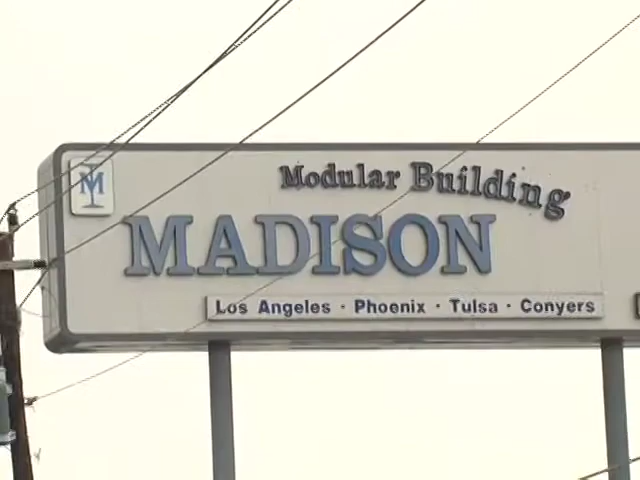 M
Modular Building
MADISON
Los Angeles · Phoenix · Tulsa · Conyers